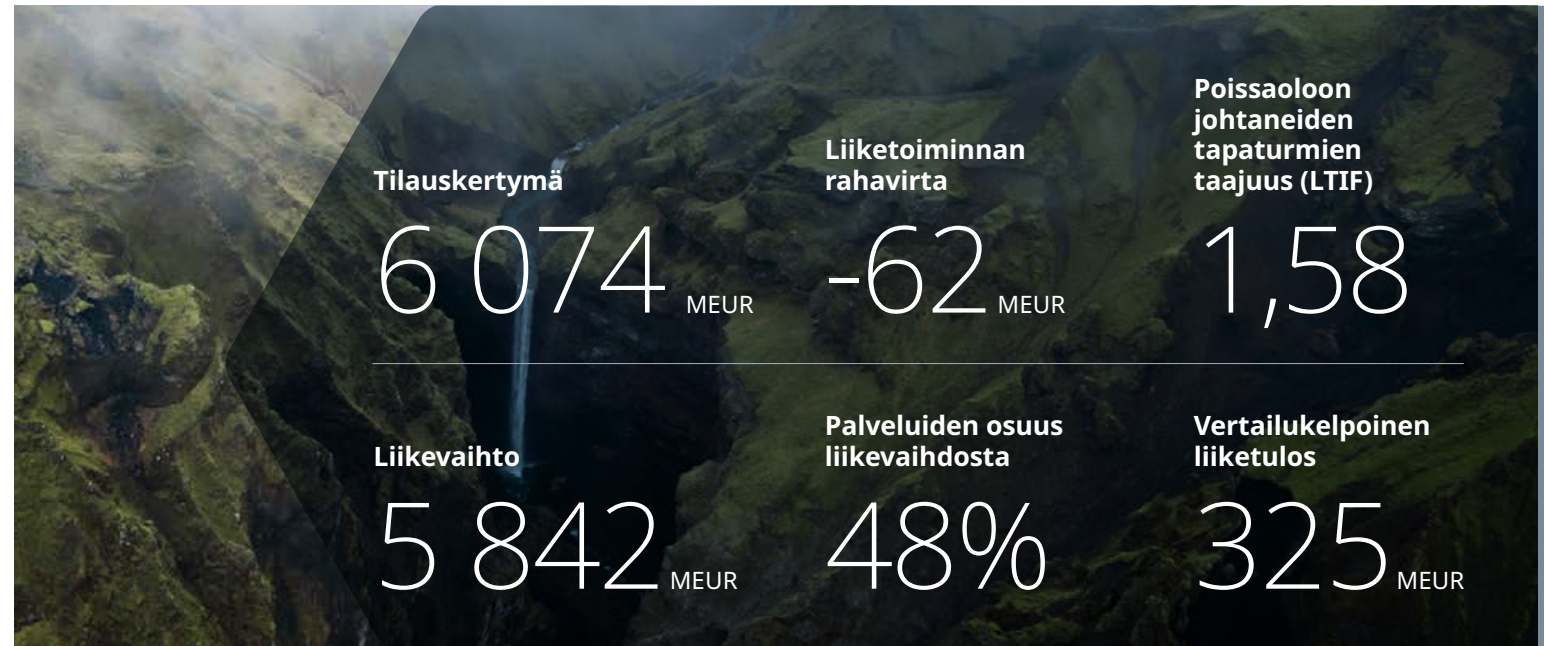 Tilauskertymä
6 074 MEUR
Liiketoiminnan
rahavirta
-62 MEUR
Poissaoloon
johtaneiden
tapaturmien
taajuus (LTIF)
1,58
Liikevaihto
5 842 MEUR
Palveluiden osuus
liikevaihdosta
48%
Vertailukelpoinen
liiketulos
325 MEUR